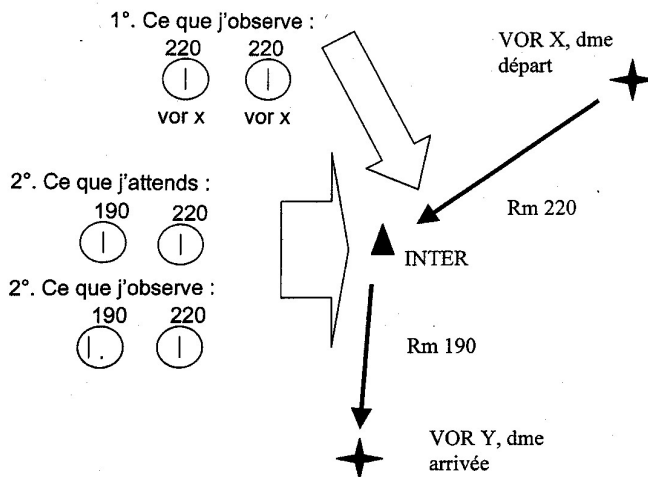 1°. Ce que j'observe :
220 220
vor x vor x
VOR X, dme
départ
Rm 220
2°. Ce que j'attends :
190 220
INTER
2°. Ce que j'observe :
190 220
Rm 190
VOR Y, dme
arrivée